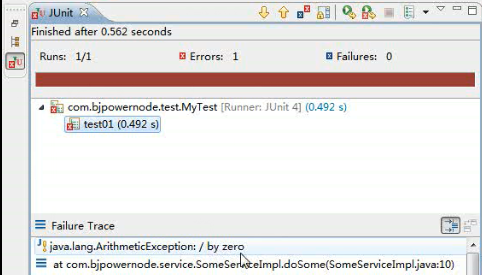 JUnit
Finished after 0.562 seconds
Runs: 1/1 Errors: 1 Failures: 0
com.bjpowernode.test.MyTest [Runner: JUnit 4] (0.492 s)
test01 (0.492 s)
Failure Trace
java.lang.ArithmeticException: / by zero
at com.bjpowernode.service.SomeServiceImpl.doSome(SomeServiceImpl.java:10)